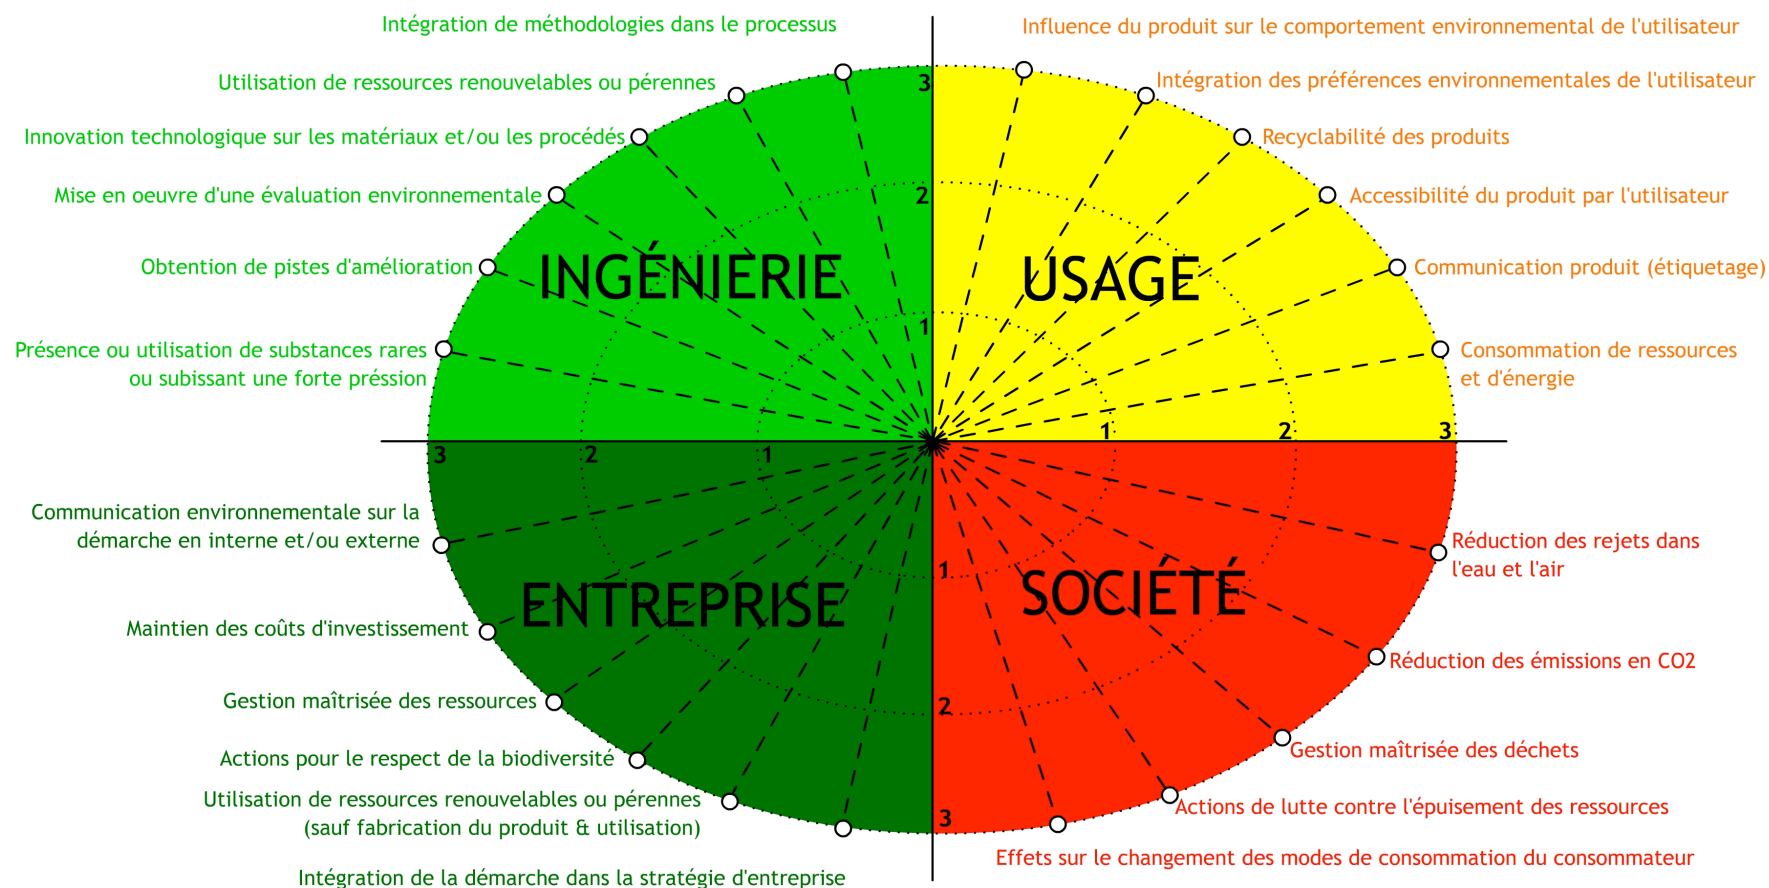 Intégration de méthodologies dans le processus
Influence du produit sur le comportement environnemental de l'utilisateur
Utilisation de ressources renouvelables ou pérennes
3
Intégration des préférences environnementales de l'utilisateur
Innovation technologique sur les matériaux et/ou les procédés
Recyclabilité des produits
Mise en oeuvre d'une évaluation environnementale
2
Accessibilité du produit par l'utilisateur
Obtention de pistes d'amélioration
INGÉNIERIE
USAGE
Communication produit (étiquetage)
1
Présence ou utilisation de substances rares
ou subissant une forte préssion
Consommation de ressources
et d'énergie
1
2
3
3
2
1
Communication environnementale sur la
démarche en interne et/ou externe
Réduction des rejets dans
l'eau et l'air
1
ENTREPRISE
SOCIÉTÉ
Maintien des coûts d'investissement
Réduction des émissions en CO2
Gestion maîtrisée des ressources
2
Gestion maîtrisée des déchets
Actions pour le respect de la biodiversité
Utilisation de ressources renouvelables ou pérennes
(sauf fabrication du produit & utilisation)
Actions de lutte contre l'épuisement des ressources
3
Effets sur le changement des modes de consommation du consommateur
Intégration de la démarche dans la stratégie d'entreprise